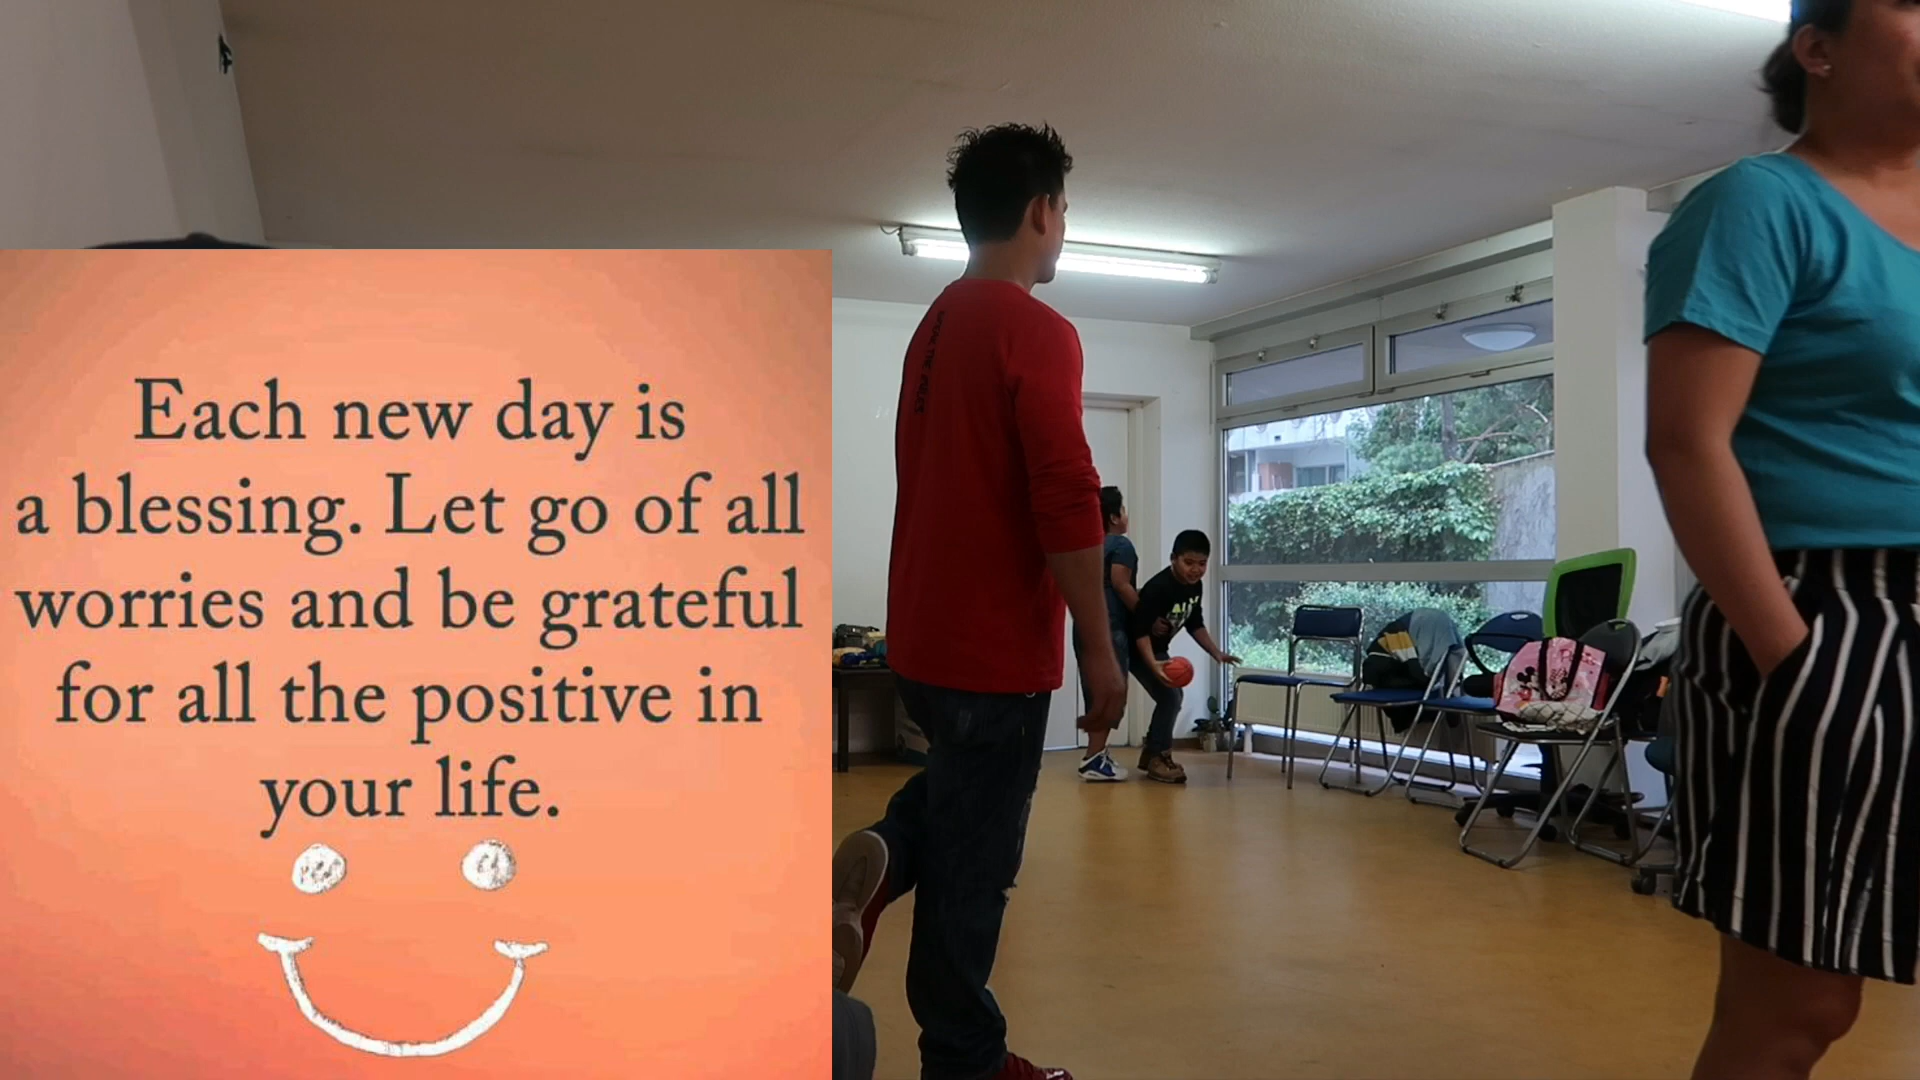 Each new day is
a blessing. Let go of all
worries and be grateful
for all the positive in
your life.